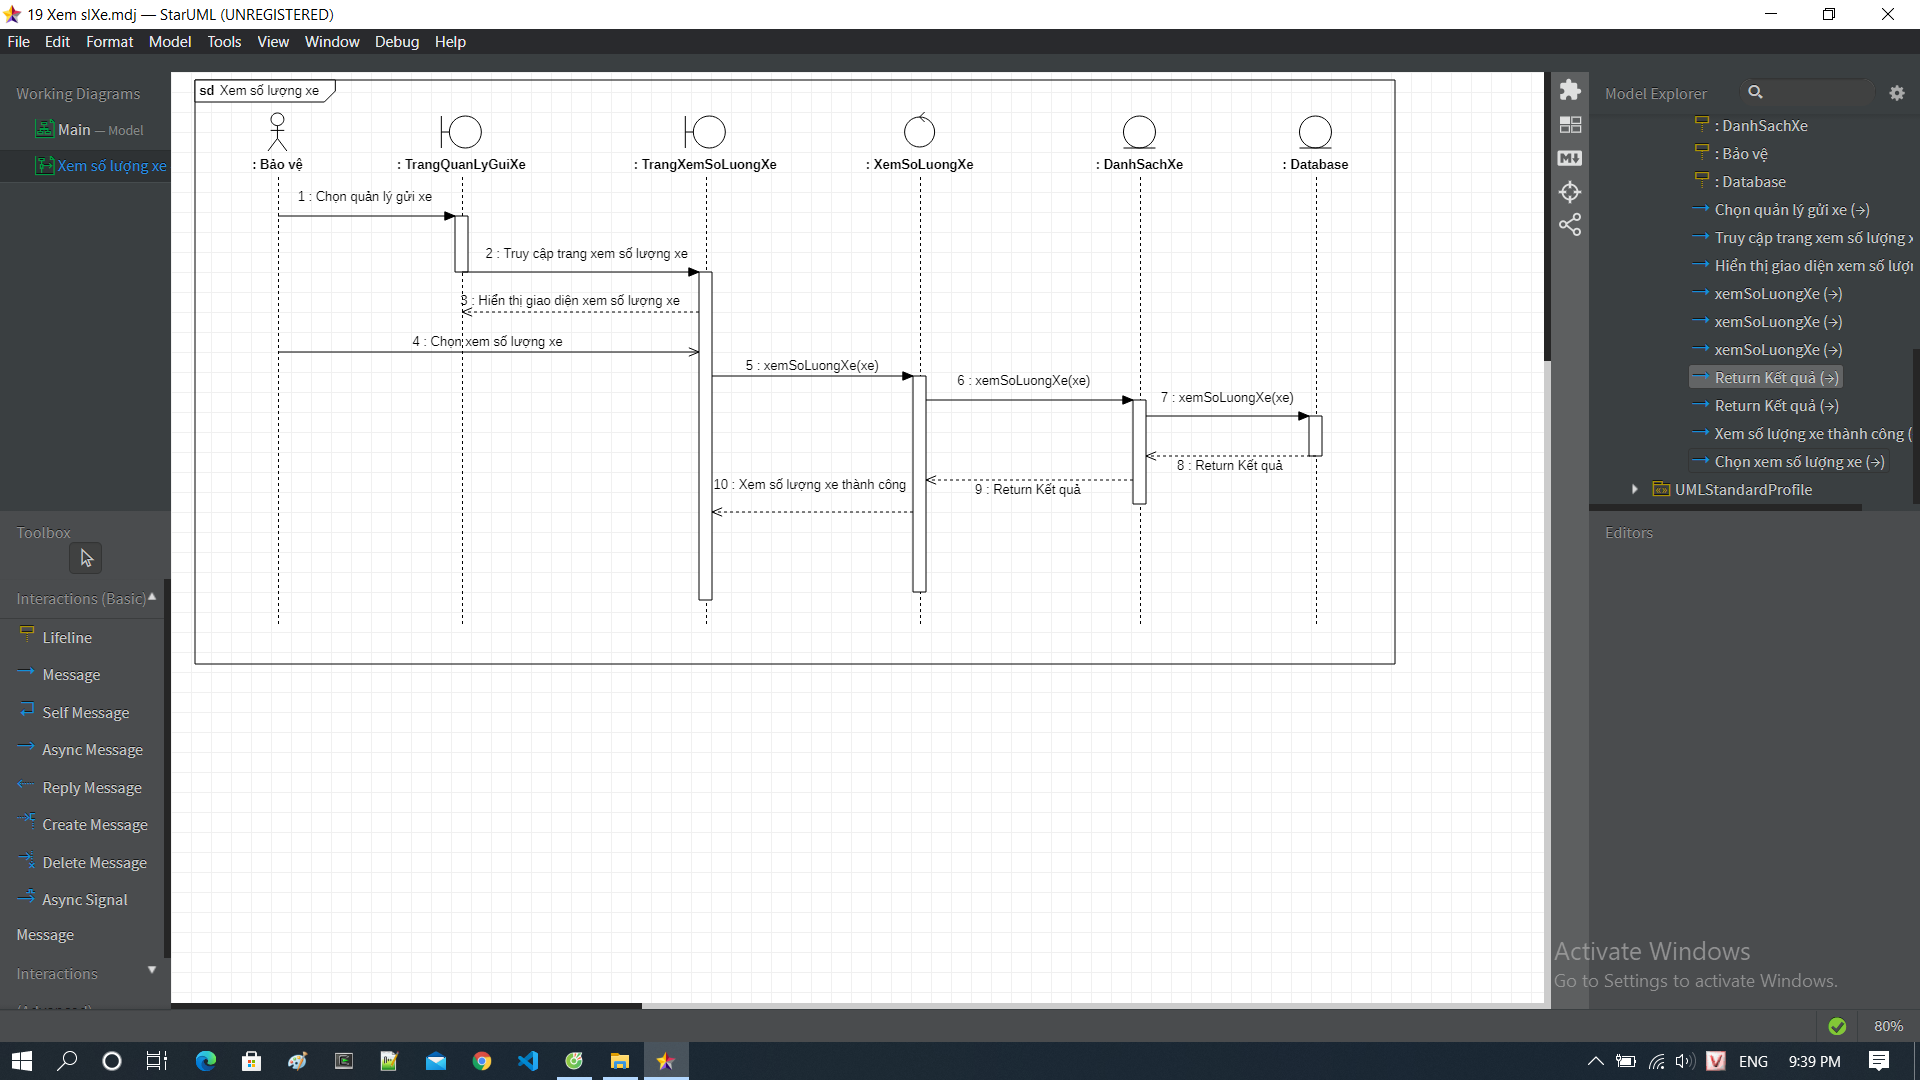 19 Xem slXe.mdj — StarUML (UNREGISTERED)
File Edit Format Model Tools View Window Debug Help
Working Diagrams
Main — Model
Xem số lượng xe
Toolbox
Interactions (Basic)
Lifeline
Message
Self Message
Async Message
Reply Message
Create Message
Delete Message
Async Signal
Message
Interactions
sd Xem số lượng xe
: Bảo vệ
: TrangQuanLyGuiXe
: TrangXemSoLuongXe
: XemSoLuongXe
: DanhSachXe
: Database
1 : Chọn quản lý gửi xe
2 : Truy cập trang xem số lượng xe
3 : Hiển thị giao diện xem số lượng xe
4 : Chọn xem số lượng xe
5 : xemSoLuongXe(xe)
6 : xemSoLuongXe(xe)
7 : xemSoLuongXe(xe)
8 : Return Kết quả
9 : Return Kết quả
10 : Xem số lượng xe thành công
Model Explorer
: DanhSachXe
: Bảo vệ
: Database
Chọn quản lý gửi xe (→)
Truy cập trang xem số lượng
Hiển thị giao diện xem số
xemSoLuongXe (→)
xemSoLuongXe (→)
xemSoLuongXe (→)
Return Kết quả (→)
Return Kết quả (→)
Xem số lượng xe thành công (
Chọn xem số lượng xe (→)
UMLStandardProfile
Editors
Activate Windows
Go to Settings to activate Windows.
80%
ENG
9:39 PM